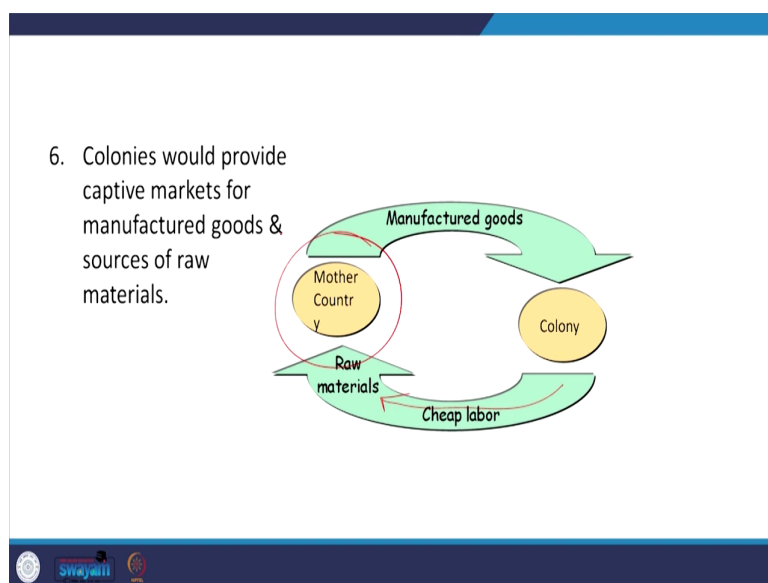 6. Colonies would provide
captive markets for
manufactured goods &
sources of raw
materials.
Manufactured goods
Mother
Countr
y
Colony
Raw
materials
Cheap labor
swayam